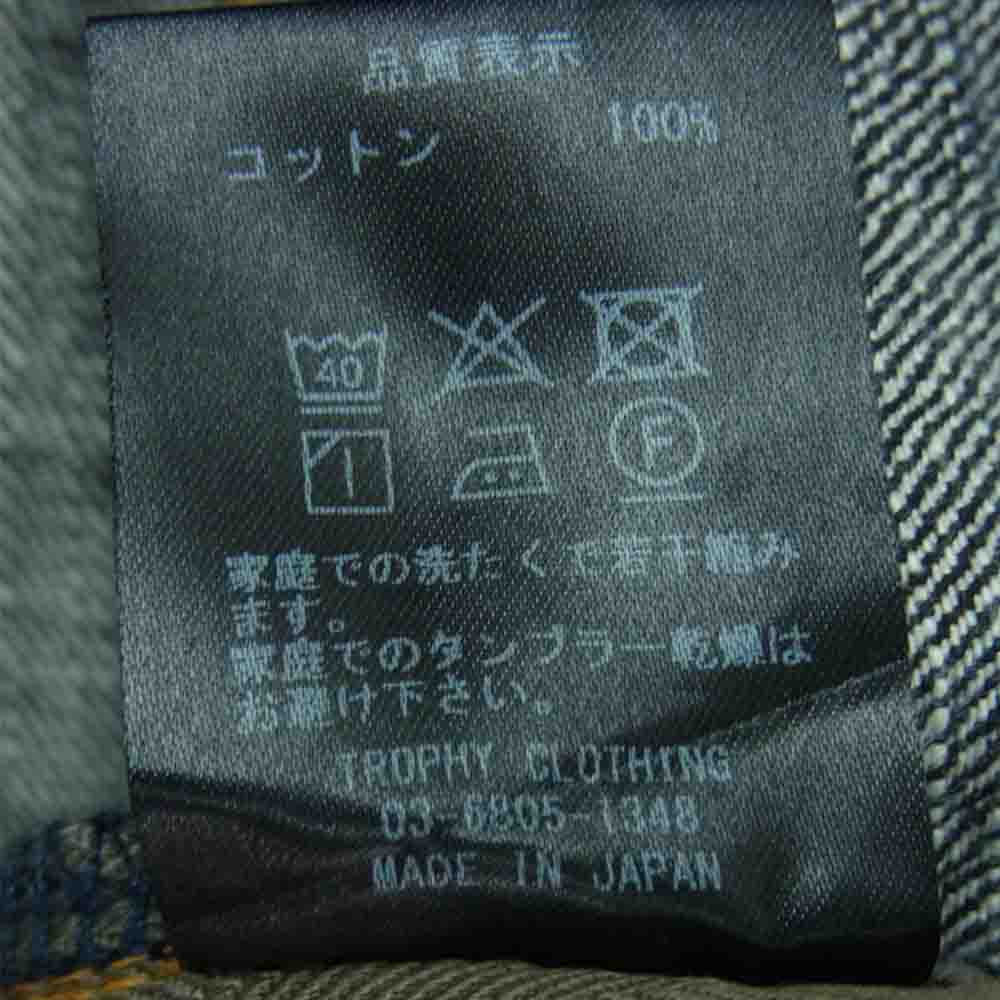 品質表示
コットン 100%
40
F
家庭での洗たくで若干縮み
ます。
家庭でのタンブラー乾燥は
お避け下さい。
TROPHY CLOTHING
03-6805-1348
MADE IN JAPAN